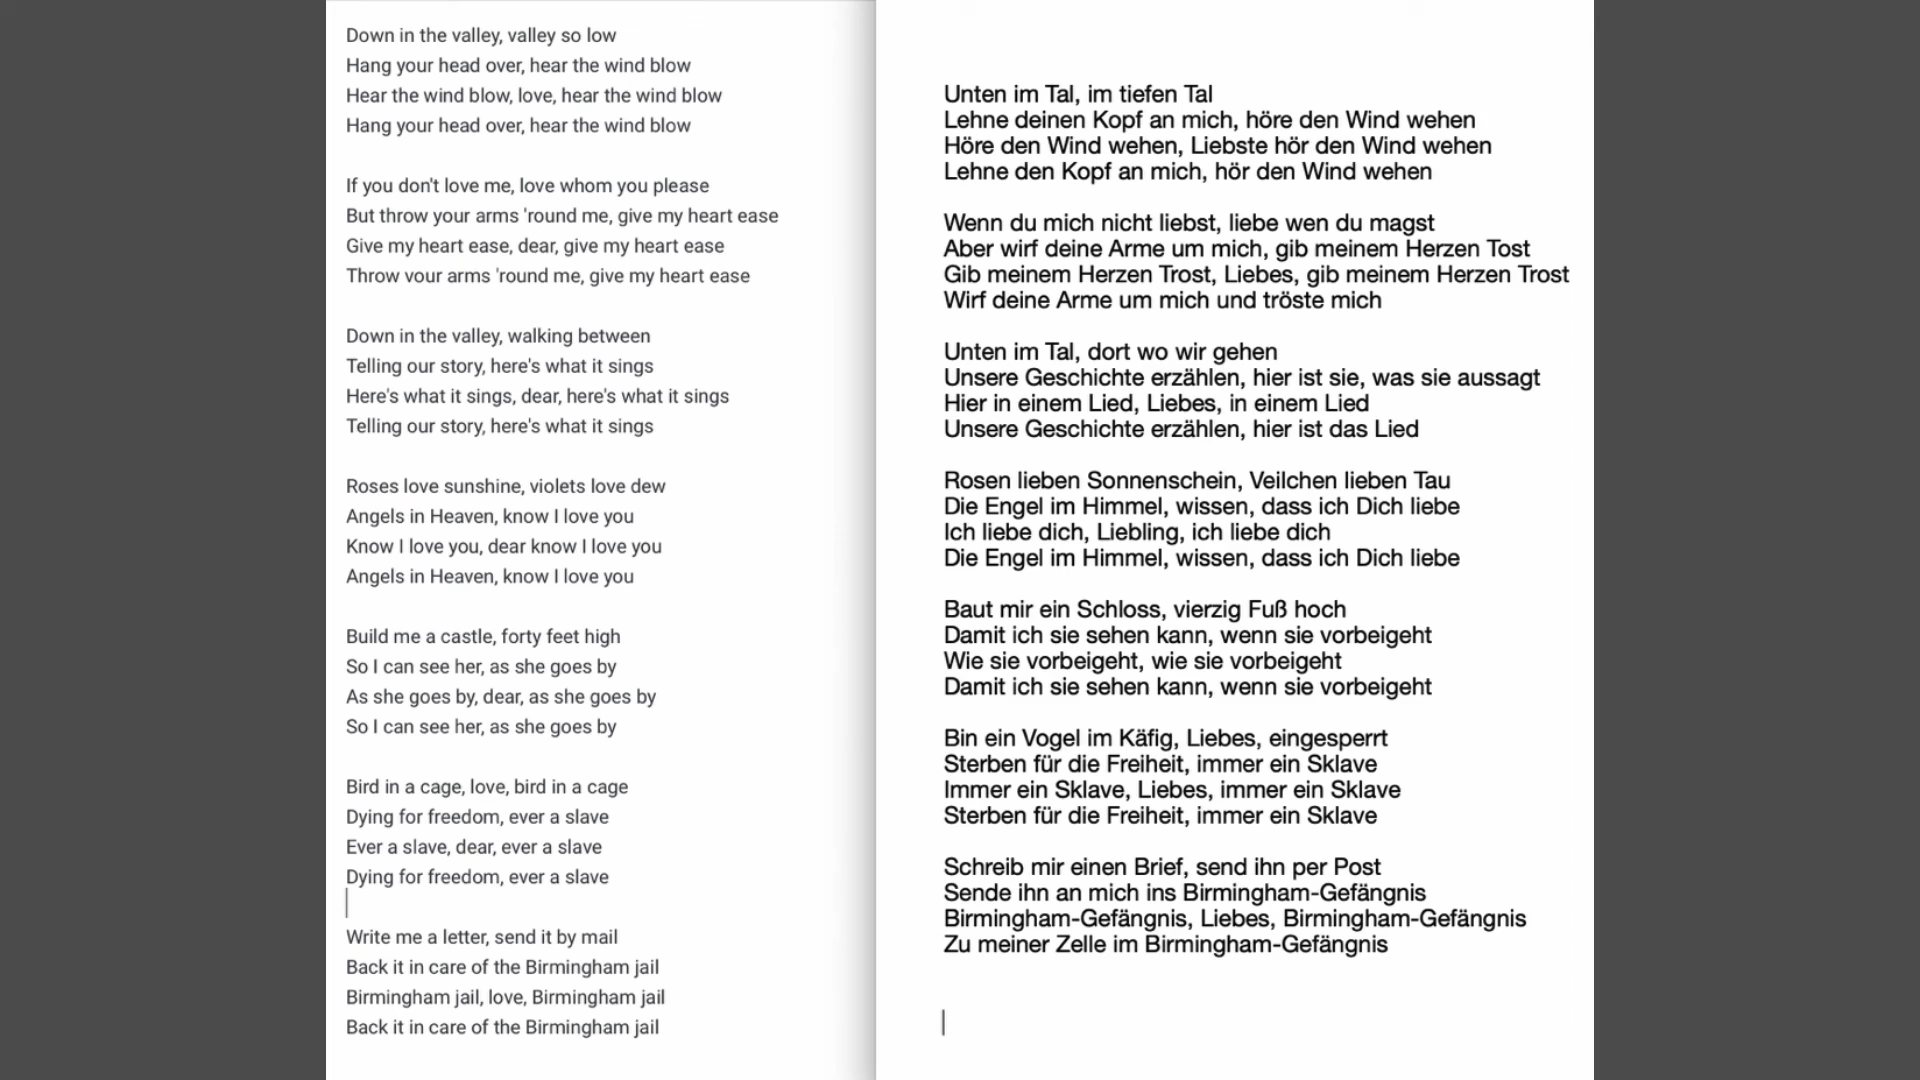 Down in the valley, valley so low
Hang your head over, hear the wind blow
Hear the wind blow, love, hear the wind blow
Hang your head over, hear the wind blow

If you don't love me, love whom you please
But throw your arms 'round me, give my heart ease
Give my heart ease, dear, give my heart ease
Throw vour arms 'round me, give my heart ease

Down in the valley, walking between
Telling our story, here's what it sings
Here's what it sings, dear, here's what it sings
Telling our story, here's what it sings

Roses love sunshine, violets love dew
Angels in Heaven, know I love you
Know I love you, dear know I love you
Angels in Heaven, know I love you

Build me a castle, forty feet high
So I can see her, as she goes by
As she goes by, dear, as she goes by
So I can see her, as she goes by

Bird in a cage, love, bird in a cage
Dying for freedom, ever a slave
Ever a slave, dear, ever a slave
Dying for freedom, ever a slave

Write me a letter, send it by mail
Back it in care of the Birmingham jail
Birmingham jail, love, Birmingham jail
Back it in care of the Birmingham jail

Unten im Tal, im tiefen Tal
Lehne deinen Kopf an mich, höre den Wind wehen
Höre den Wind wehen, Liebste hör den Wind wehen
Lehne den Kopf an mich, hör den Wind wehen

Wenn du mich nicht liebst, liebe wen du magst
Aber wirf deine Arme um mich, gib meinem Herzen Tost
Gib meinem Herzen Trost, Liebes, gib meinem Herzen Trost
Wirf deine Arme um mich und tröste mich

Unten im Tal, dort wo wir gehen
Unsere Geschichte erzählen, hier ist sie, was sie aussagt
Hier in einem Lied, Liebes, in einem Lied
Unsere Geschichte erzählen, hier ist das Lied

Rosen lieben Sonnenschein, Veilchen lieben Tau
Die Engel im Himmel, wissen, dass ich Dich liebe
Ich liebe dich, Liebling, ich liebe dich
Die Engel im Himmel, wissen, dass ich Dich liebe

Baut mir ein Schloss, vierzig Fuß hoch
Damit ich sie sehen kann, wenn sie vorbeigeht
Wie sie vorbeigeht, wie sie vorbeigeht
Damit ich sie sehen kann, wenn sie vorbeigeht

Bin ein Vogel im Käfig, Liebes, eingesperrt
Sterben für die Freiheit, immer ein Sklave
Immer ein Sklave, Liebes, immer ein Sklave
Sterben für die Freiheit, immer ein Sklave

Schreib mir einen Brief, send ihn per Post
Sende ihn an mich ins Birmingham-Gefängnis
Birmingham-Gefängnis, Liebes, Birmingham-Gefängnis
Zu meiner Zelle im Birmingham-Gefängnis